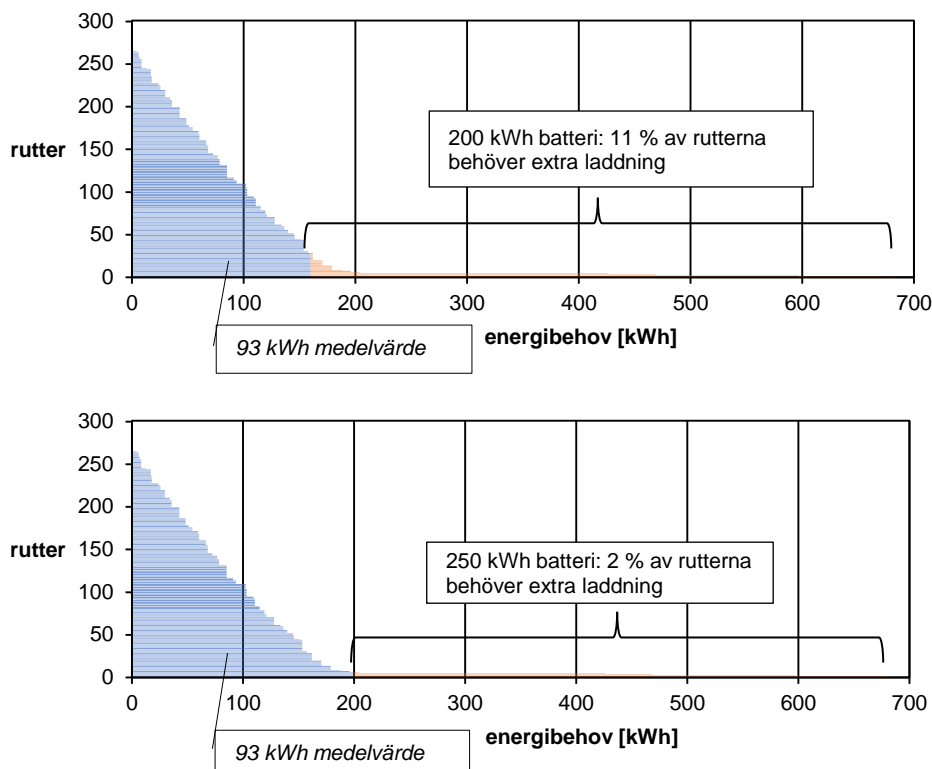 300
250
200
150
100
50
0
rutter
200 kWh batteri: 11 % av rutterna
behöver extra laddning
0 100 200 300 400 500 600 700
energibehov [kWh]
93 kWh medelvärde
300
250
200
150
100
50
0
rutter
250 kWh batteri: 2 % av rutterna
behöver extra laddning
0 100 200 300 400 500 600 700
energibehov [kWh]
93 kWh medelvärde